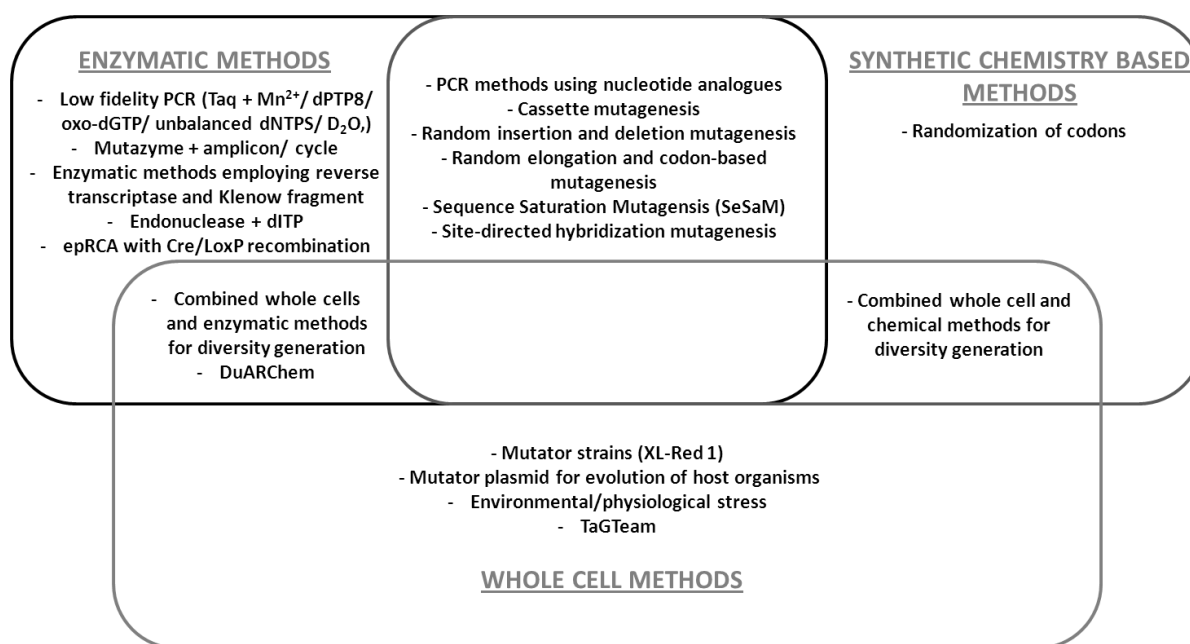 ENZYMATIC METHODS
- Low fidelity PCR (Taq + Mn²⁺/ dPTP8/
oxo-dGTP/ unbalanced dNTPS/ D₂O,)
- Mutazyme + amplicon/ cycle
- Enzymatic methods employing reverse
transcriptase and Klenow fragment
- Endonuclease + dITP
- epRCA with Cre/LoxP recombination
- PCR methods using nucleotide analogues
- Cassette mutagenesis
- Random insertion and deletion mutagenesis
- Random elongation and codon-based
mutagenesis
- Sequence Saturation Mutagensis (SeSaM)
- Site-directed hybridization mutagenesis
SYNTHETIC CHEMISTRY BASED
METHODS
- Randomization of codons
- Combined whole cells
and enzymatic methods
for diversity generation
- DuARChem
- Combined whole cell and
chemical methods for
diversity generation
- Mutator strains (XL-Red 1)
- Mutator plasmid for evolution of host organisms
- Environmental/physiological stress
- TaGTeam
WHOLE CELL METHODS